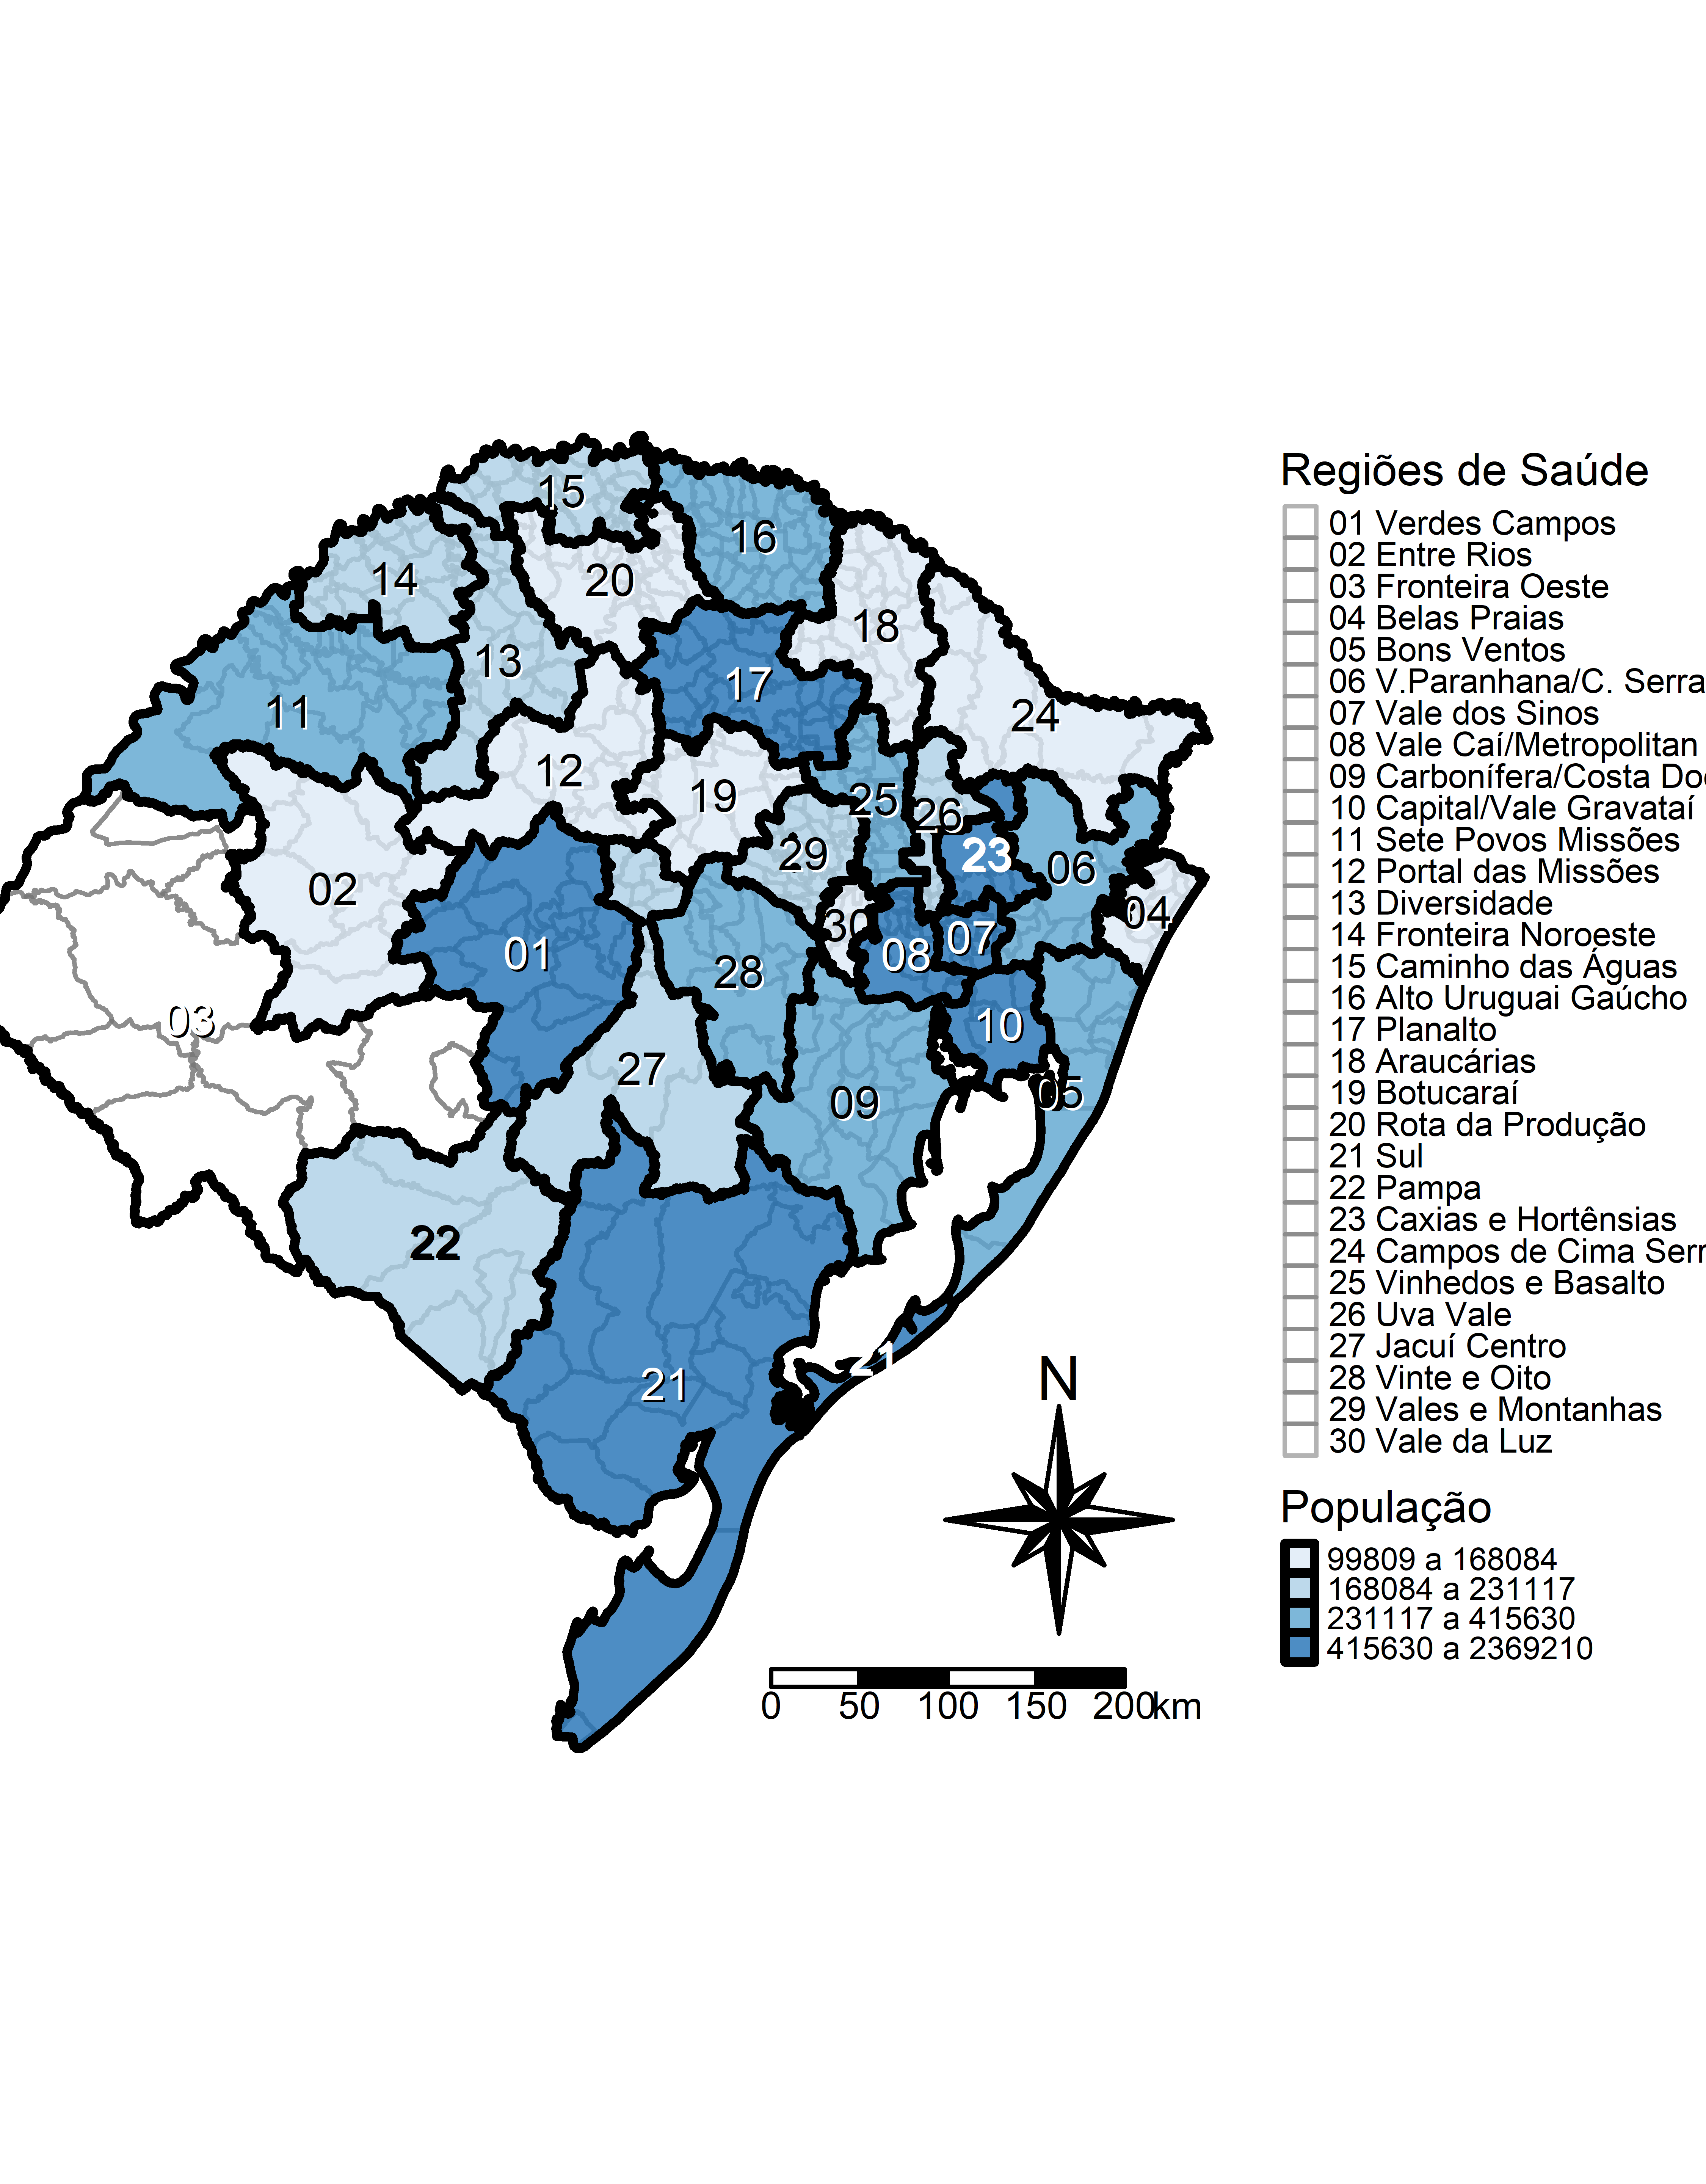 15
16
14
20
18
13
17
11
24
12
19
25
26
29
23
06
02
30
04
01
08
07
28
03
10
27
09
05
22
21
21
N
0 50 100 150 200 km
Regiões de Saúde
01 Verdes Campos
02 Entre Rios
03 Fronteira Oeste
04 Belas Praias
05 Bons Ventos
06 V.Paranhana/C. Serra
07 Vale dos Sinos
08 Vale Caí/Metropolitan
09 Carbonífera/Costa Do
10 Capital/Vale Gravataí
11 Sete Povos Missões
12 Portal das Missões
13 Diversidade
14 Fronteira Noroeste
15 Caminho das Águas
16 Alto Uruguai Gaúcho
17 Planalto
18 Araucárias
19 Botucaraí
20 Rota da Produção
21 Sul
22 Pampa
23 Caxias e Hortênsias
24 Campos de Cima Serr
25 Vinhedos e Basalto
26 Uva Vale
27 Jacuí Centro
28 Vinte e Oito
29 Vales e Montanhas
30 Vale da Luz
População
99809 a 168084
168084 a 231117
231117 a 415630
415630 a 2369210